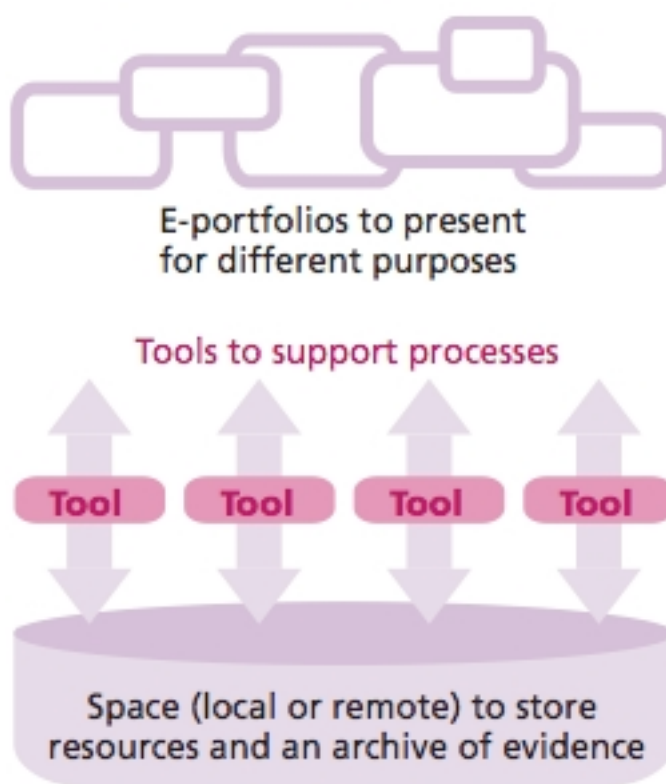 E-portfolios to present
for different purposes
Tools to support processes
Tool Tool Tool Tool
Space (local or remote) to store
resources and an archive of evidence